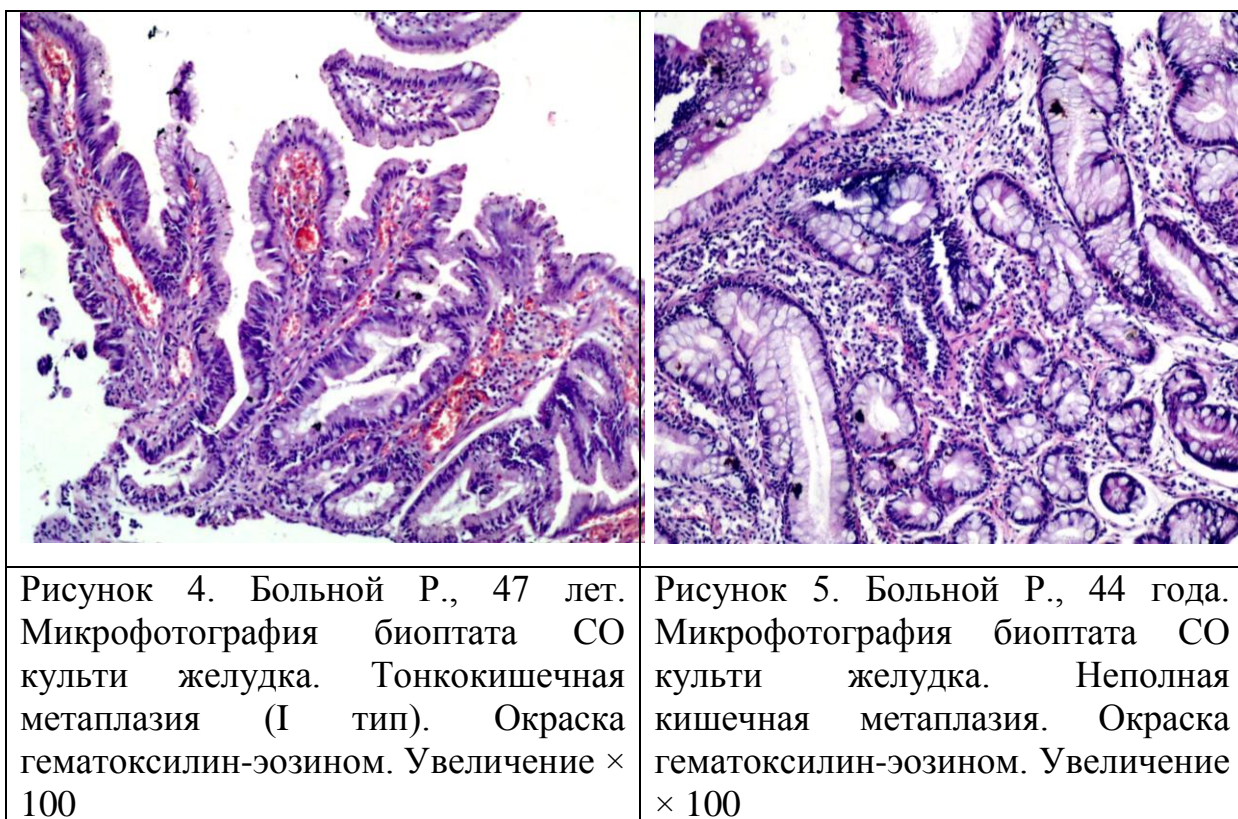 Рисунок 4. Больной Р., 47 лет.
Микрофотография биоптата СО
культи желудка. Тонкокишечная
метаплазия (I тип). Окраска
гематоксилин-эозином. Увеличение ×
100
Рисунок 5. Больной Р., 44 года.
Микрофотография биоптата СО
культи желудка. Неполная
кишечная метаплазия. Окраска
гематоксилин-эозином. Увеличение
× 100